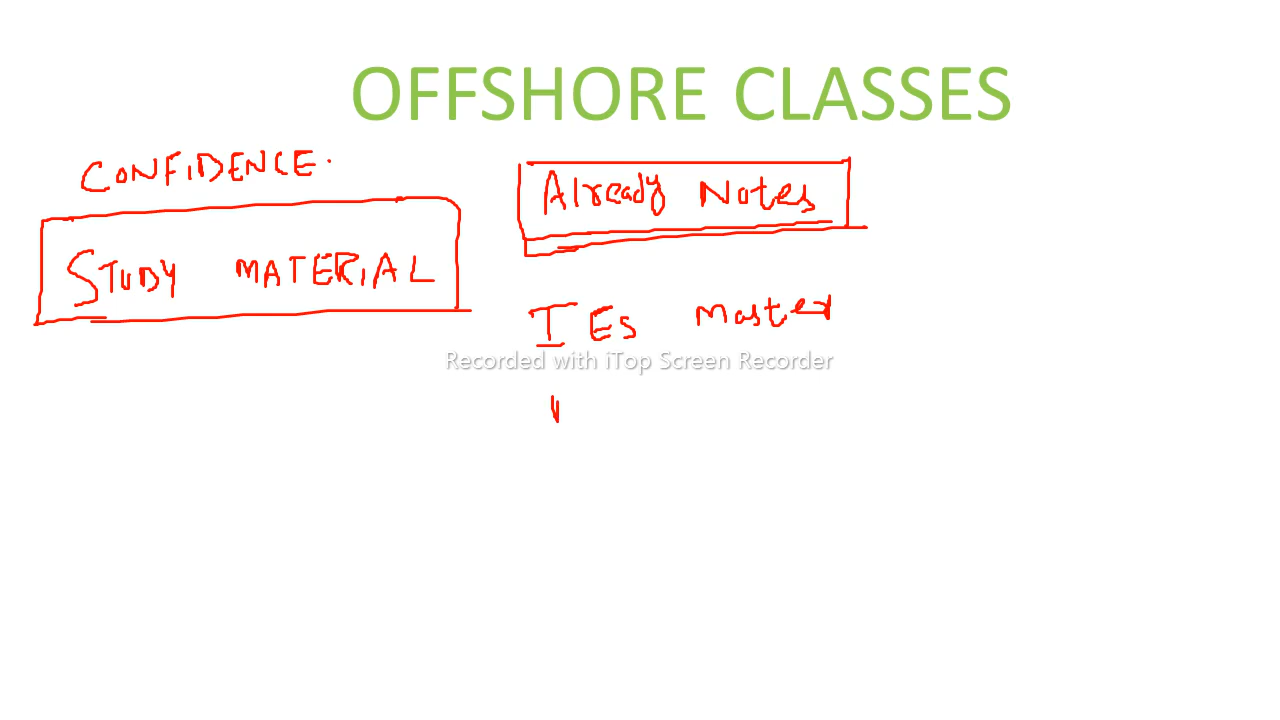 OFFSHORE CLASSES
CONFIDENCE.
STUDY MATERIAL
Already Notes
IEs Master
Recorded with iTop Screen Recorder